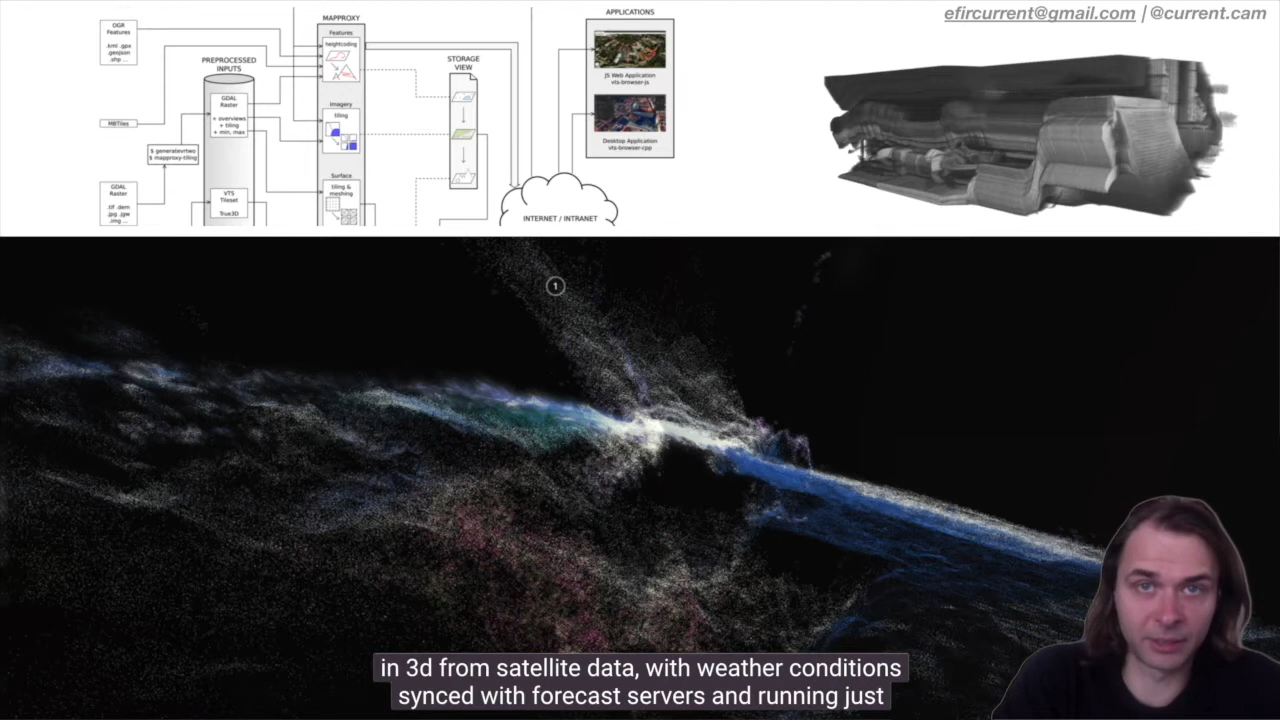 efircurrent@gmail.com | @current.cam
MAPPROXY
APPLICATIONS
OGR
Features
.kml .gpx
.geojson
.shp ...
Features
heightcoding
PREPROCESSED
INPUTS
STORAGE
VIEW
JS Web Application
vts-browser-js
GDAL
Raster
+ overviews
+ tiling
+ min, max
Imagery
tiling
MBTiles
Desktop Application
vts-browser-cpp
$ generatevrtwo
$ mapproxy-tiling
Surface
tiling &
meshing
GDAL
Raster
.tif .dem
.jpg .jgw
.img ...
VTS
Tileset
True3D
INTERNET / INTRANET
1
in 3d from satellite data, with weather conditions
synced with forecast servers and running just